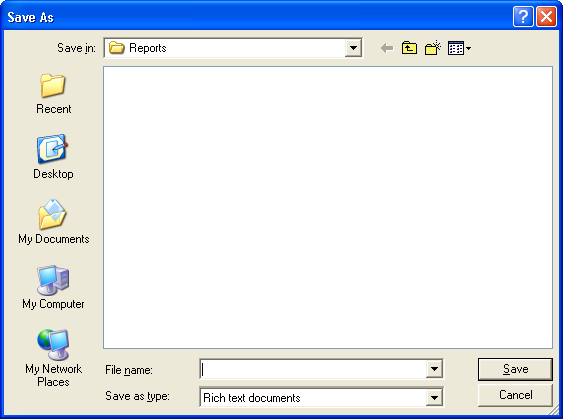 Save As
Save in:
Reports
Recent
Desktop
My Documents
My Computer
My Network
Places
File name:
Save
Save as type:
Rich text documents
Cancel